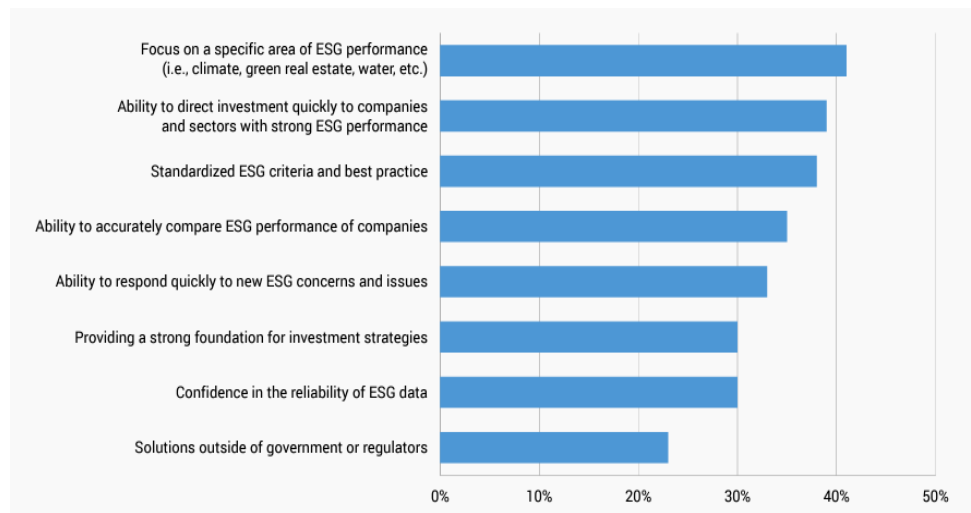 Focus on a specific area of ESG performance
(i.e., climate, green real estate, water, etc.)
Ability to direct investment quickly to companies
and sectors with strong ESG performance
Standardized ESG criteria and best practice
Ability to accurately compare ESG performance of companies
Ability to respond quickly to new ESG concerns and issues
Providing a strong foundation for investment strategies
Confidence in the reliability of ESG data
Solutions outside of government or regulators
0% 10% 20% 30% 40% 50%